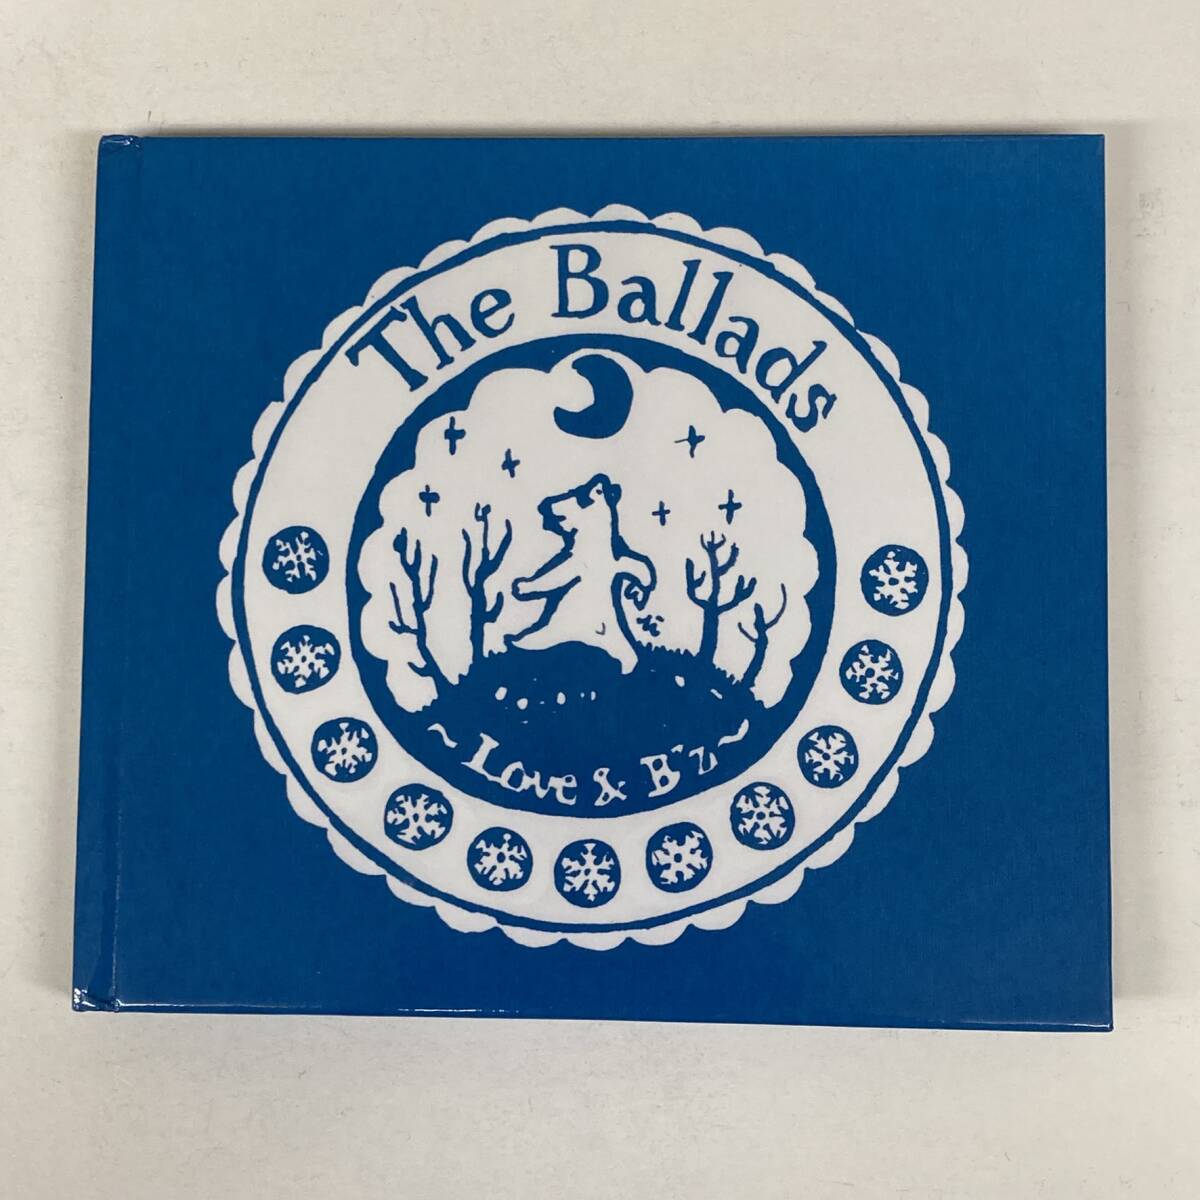 The Ballads
~Love & B'z~